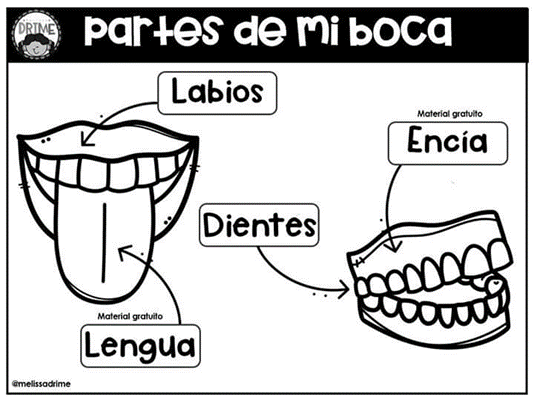 DRIME
Partes de mi boca
Labios
Material gratuito
Encía
Dientes
Material gratuito
Lengua
@melissadrime